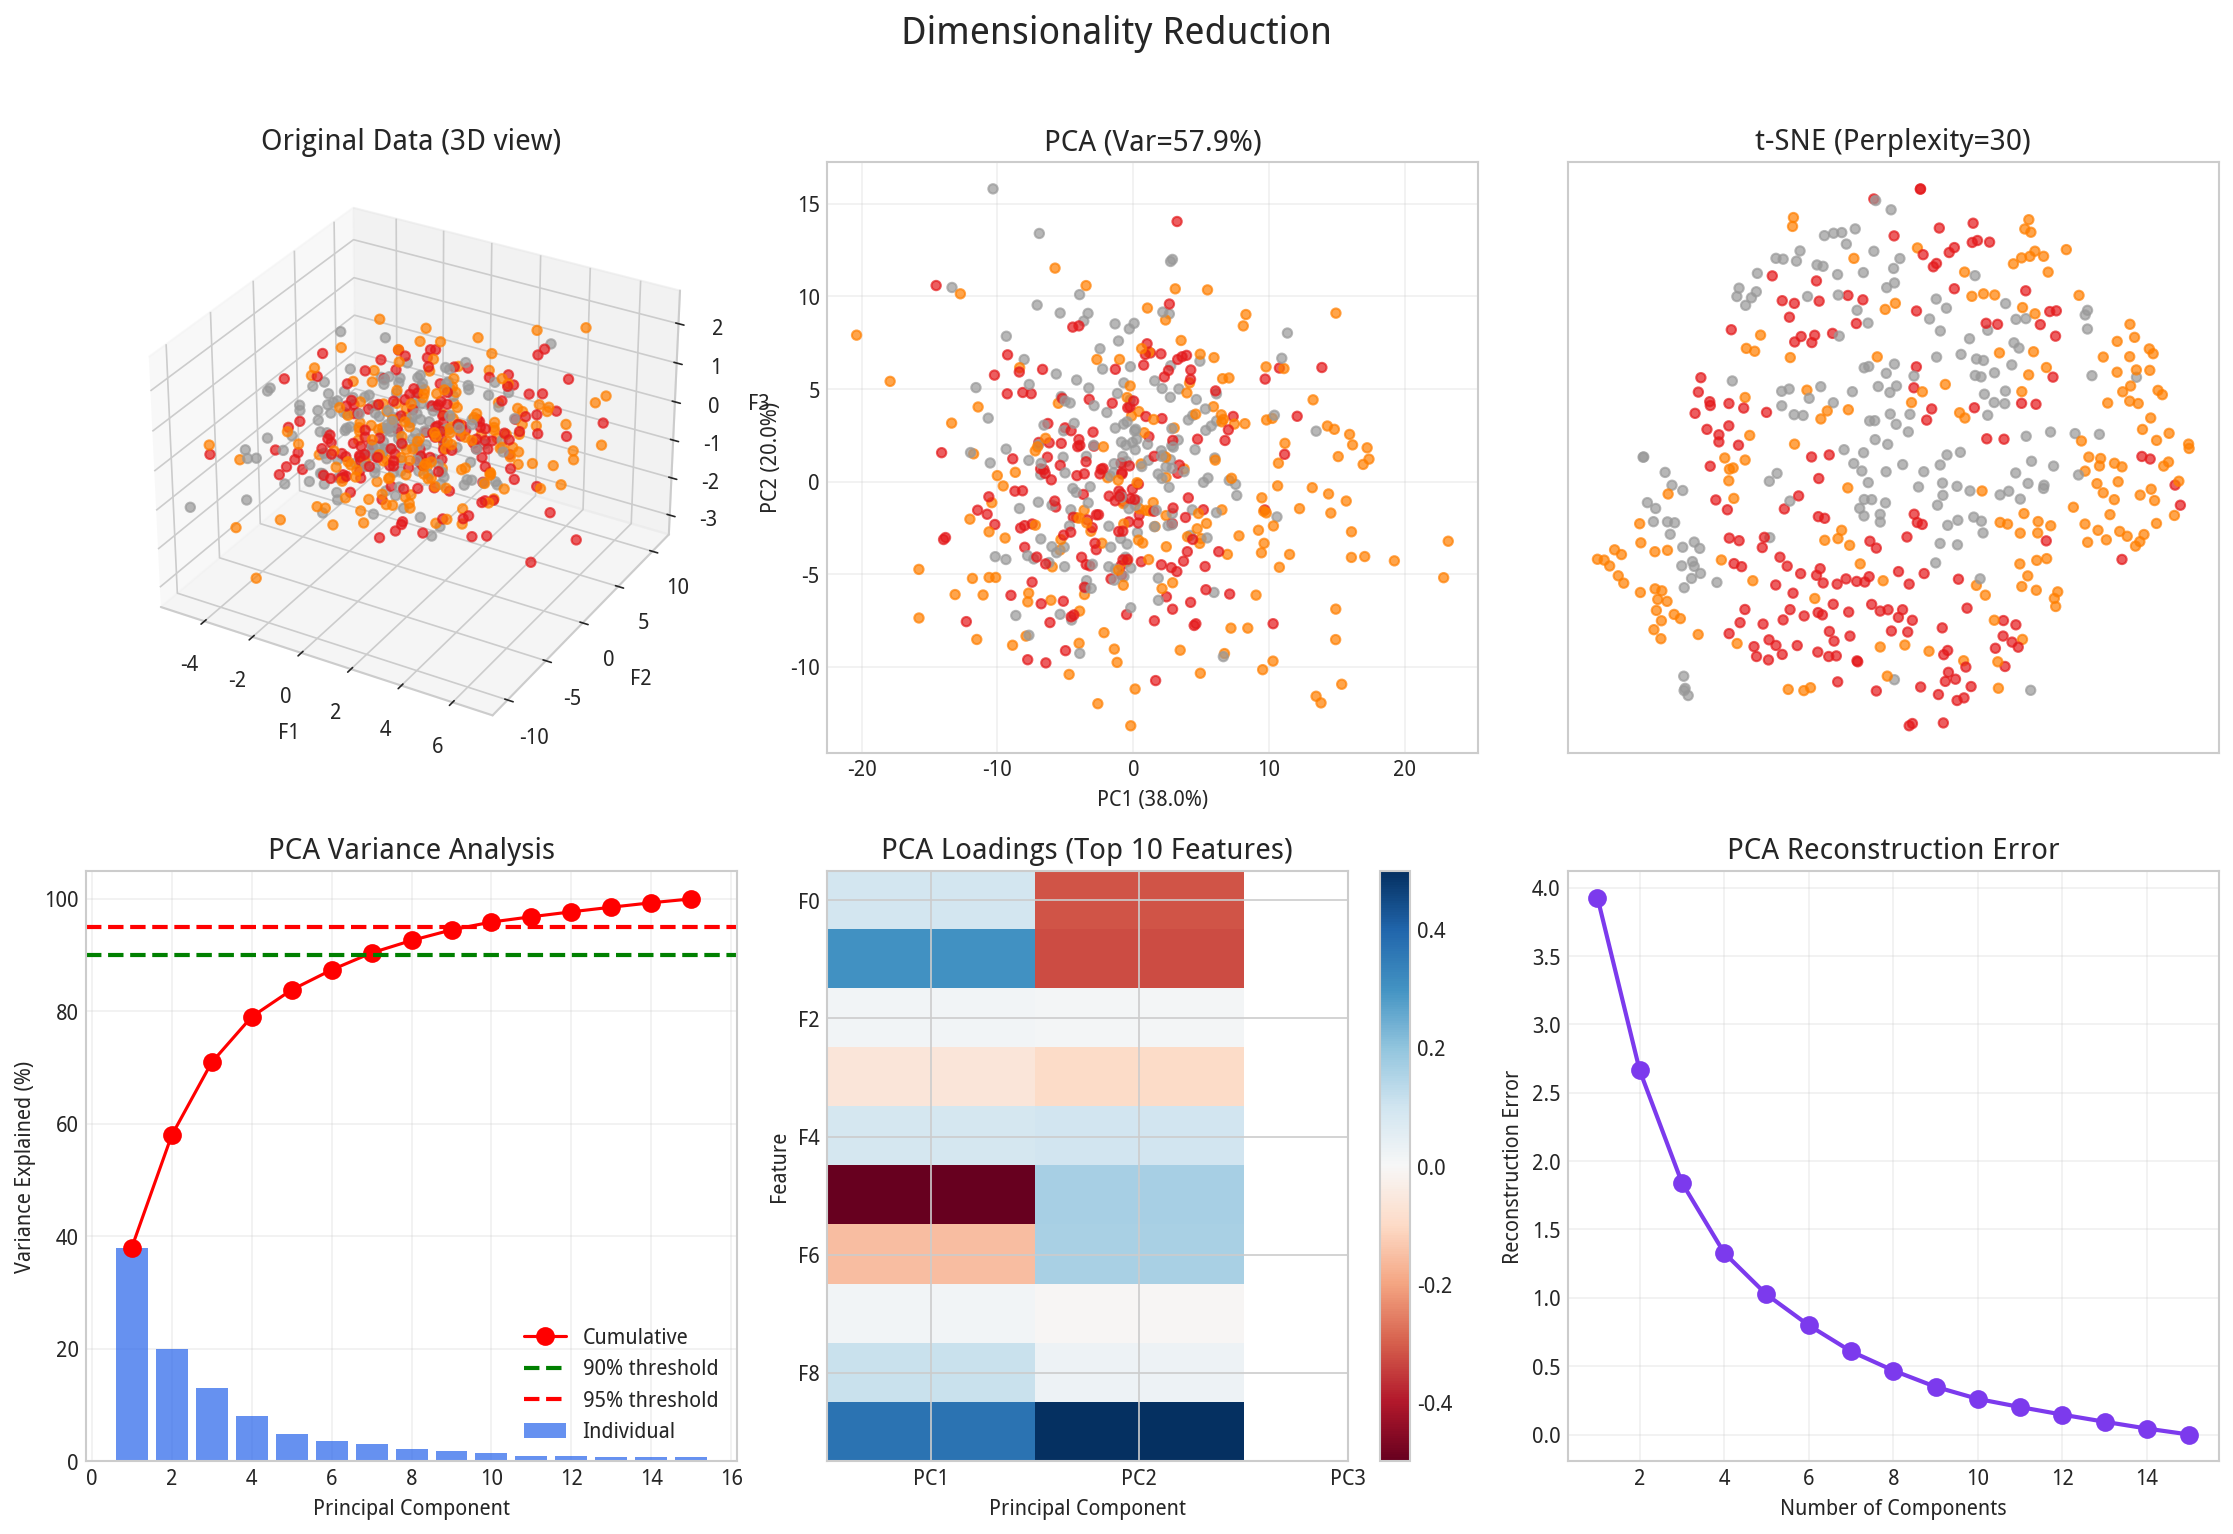 Dimensionality Reduction
Original Data (3D view)
2
1
0
-1
-2
-3
F3
10
5
0
-5
-10
F2
-4
-2
0
2
4
6
F1
PCA (Var=57.9%)
15
10
5
0
-5
-10
PC2 (20.0%)
-20
-10
0
10
20
PC1 (38.0%)
t-SNE (Perplexity=30)
PCA Variance Analysis
100
80
60
40
20
0
Variance Explained (%)
Cumulative
90% threshold
95% threshold
Individual
0
2
4
6
8
10
12
14
16
Principal Component
PCA Loadings (Top 10 Features)
F0
F2
F4
F6
F8
Feature
PC1
PC2
PC3
Principal Component
0.4
0.2
0.0
-0.2
-0.4
PCA Reconstruction Error
4.0
3.5
3.0
2.5
2.0
1.5
1.0
0.5
0.0
Reconstruction Error
2
4
6
8
10
12
14
Number of Components